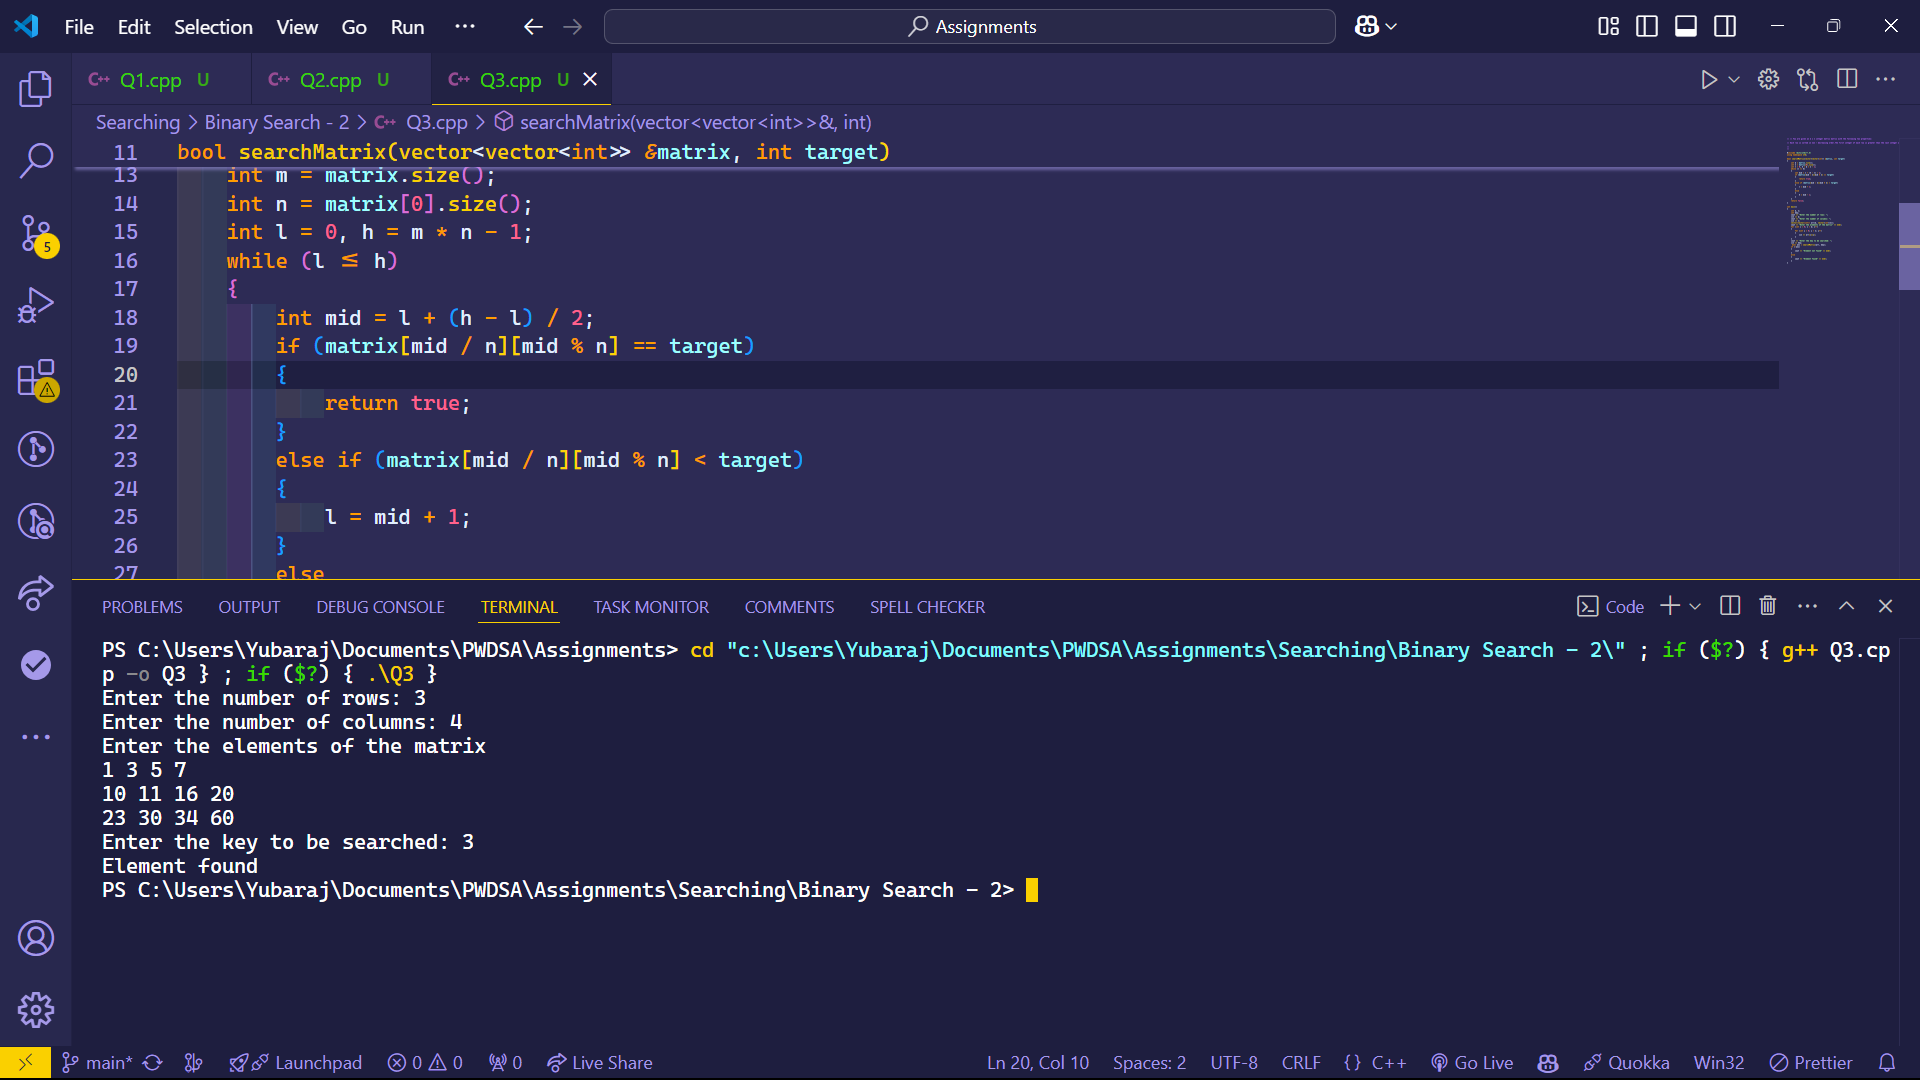 File Edit Selection View Go Run ··· Assignments
C++ Q1.cpp U C++ Q2.cpp U C++ Q3.cpp U
Searching > Binary Search - 2 > C++ Q3.cpp > searchMatrix(vector<vector<int>>&, int)
11 bool searchMatrix(vector<vector<int>> &matrix, int target)
13 int m = matrix.size();
14 int n = matrix[0].size();
15 int l = 0, h = m * n - 1;
16 while (l ≤ h)
17 {
18 int mid = l + (h - l) / 2;
19 if (matrix[mid / n][mid % n] == target)
20 {
21 return true;
22 }
23 else if (matrix[mid / n][mid % n] < target)
24 {
25 l = mid + 1;
26 }
27 else
5
PROBLEMS OUTPUT DEBUG CONSOLE TERMINAL TASK MONITOR COMMENTS SPELL CHECKER Code
PS C:\Users\Yubaraj\Documents\PWDSA\Assignments> cd "c:\Users\Yubaraj\Documents\PWDSA\Assignments\Searching\Binary Search - 2\" ; if ($?) { g++ Q3.cp
p -o Q3 } ; if ($?) { .\Q3 }
Enter the number of rows: 3
Enter the number of columns: 4
Enter the elements of the matrix
1 3 5 7
10 11 16 20
23 30 34 60
Enter the key to be searched: 3
Element found
PS C:\Users\Yubaraj\Documents\PWDSA\Assignments\Searching\Binary Search - 2>
main* Launchpad 0 0 0 Live Share Ln 20, Col 10 Spaces: 2 UTF-8 CRLF {} C++ Go Live Quokka Win32 Prettier